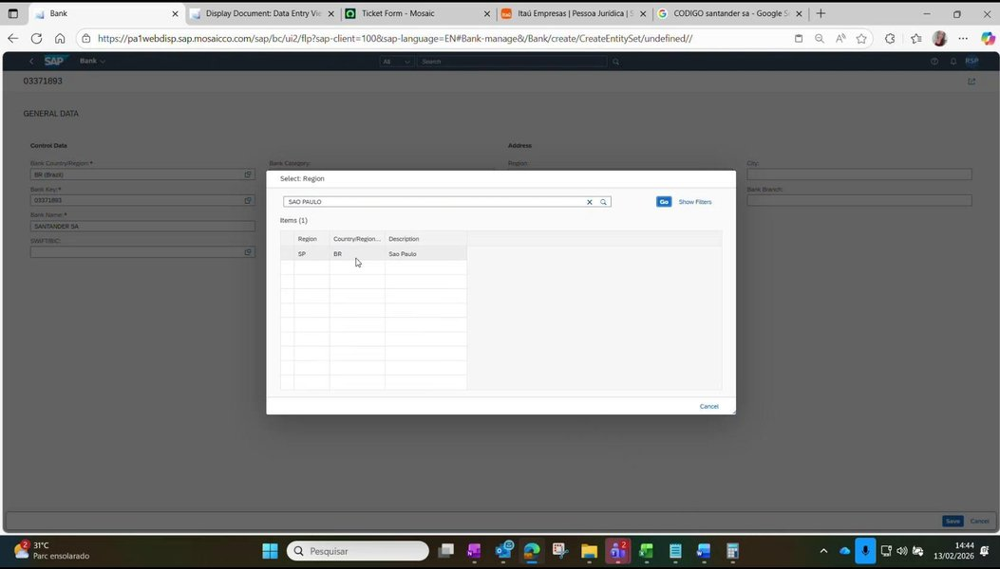 Bank
Display Document: Data Entry Vie
Ticket Form - Mosaic
Itaú Empresas | Pessoa Jurídica | S
CODIGO santander sa - Google S
https://pa1webdisp.sap.mosaicco.com/sap/bc/ui2/flp?sap-client=100&sap-language=EN#Bank-manage&/Bank/create/CreateEntitySet/undefined//
SAP Bank All Search RSP
03371893
GENERAL DATA
Control Data Address
Bank Country/Region:* Bank Category: Region: City:
BR (Brazil)
Bank Key:* Bank Branch:
03371893
Bank Name:*
SANTANDER SA
SWIFT/BIC:
Select: Region
SAO PAULO Go Show Filters
Items (1)
Region Country/Region... Description
SP BR Sao Paulo
Cancel
Save Cancel
2 31°C
Parc ensolarado
Pesquisar
2
14:44
13/02/2026